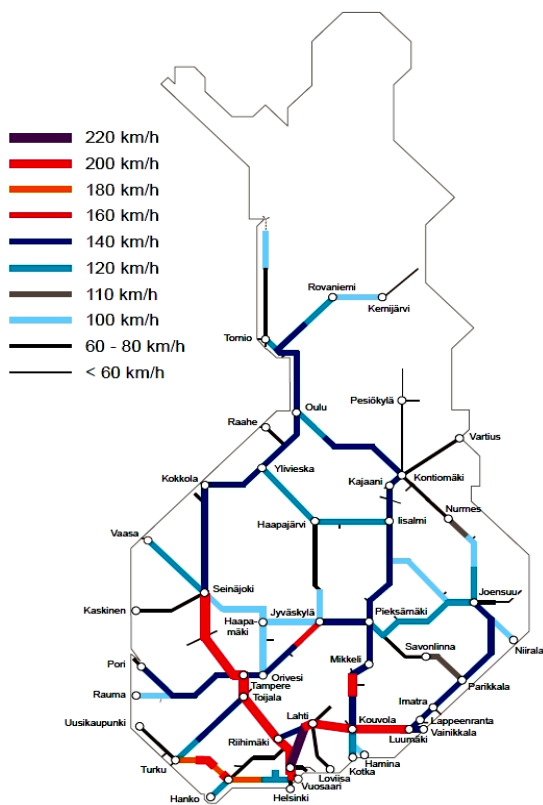 220 km/h
200 km/h
180 km/h
160 km/h
140 km/h
120 km/h
110 km/h
100 km/h
60 - 80 km/h
< 60 km/h
Rovaniemi
Kemijärvi
Tornio
Pesiökylä
Oulu
Raahe
Vartius
Ylivieska
Kontiomäki
Kajaani
Kokkola
Nurmes
Haapajärvi
Iisalmi
Vaasa
Seinäjoki
Joensuu
Kaskinen
Haapa-
mäki
Jyväskylä
Pieksämäki
Niirala
Savonlinna
Mikkeli
Pori
Orivesi
Parikkala
Tampere
Rauma
Toijala
Imatra
Lahti
Kouvola
Lappeenranta
Uusikaupunki
Vainikkala
Luumäki
Riihimäki
Turku
Hamina
Kotka
Loviisa
Vuosaari
Hanko
Helsinki